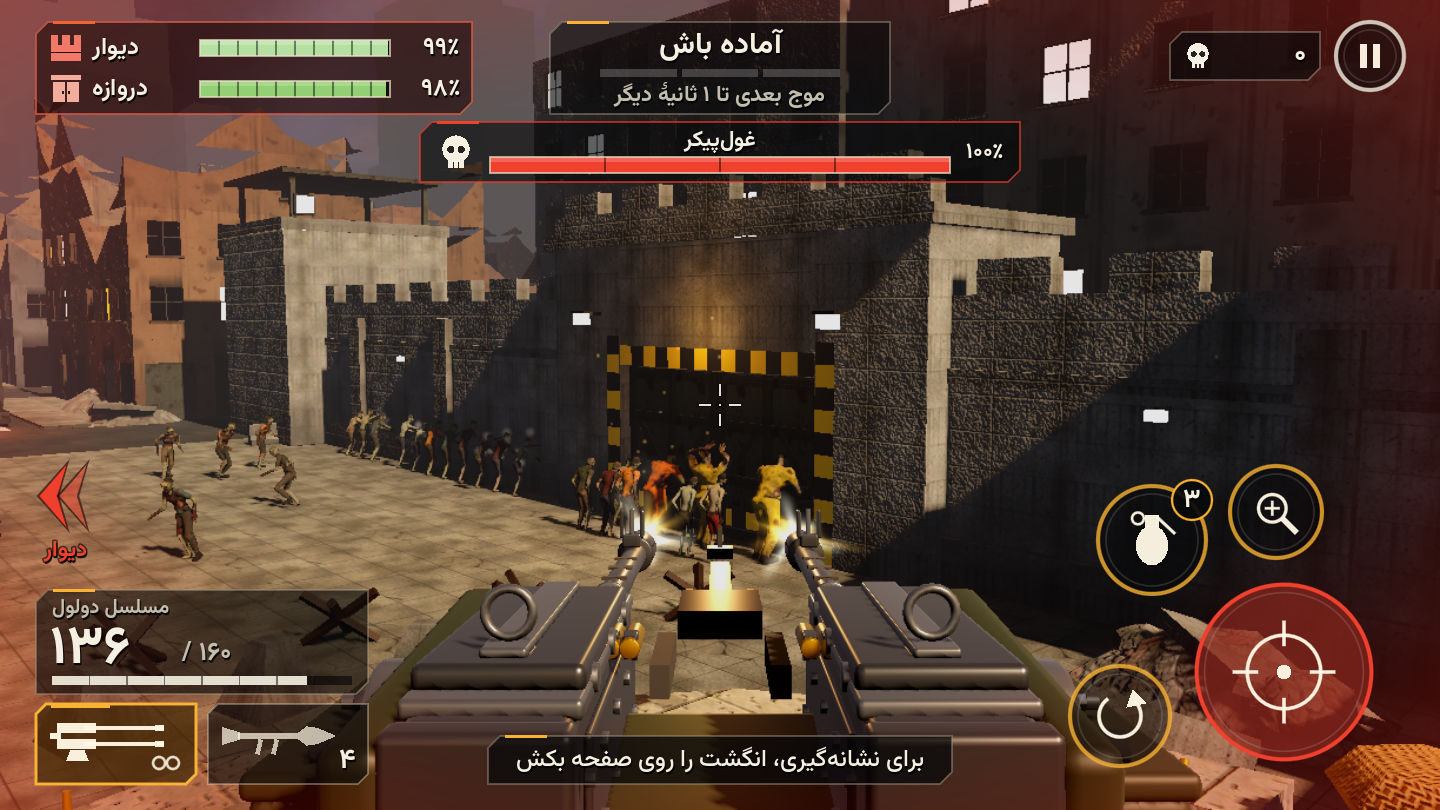 دیوار ۹۹٪
دروازه ۹۸٪
آماده باش
موج بعدی تا ۱ ثانیهٔ دیگر
۰
غول‌پیکر
۱۰۰٪
۳
دیوار
مسلسل دولول
۱۳۶ / ۱۶۰
∞
۴
برای نشانه‌گیری، انگشت را روی صفحه بکش